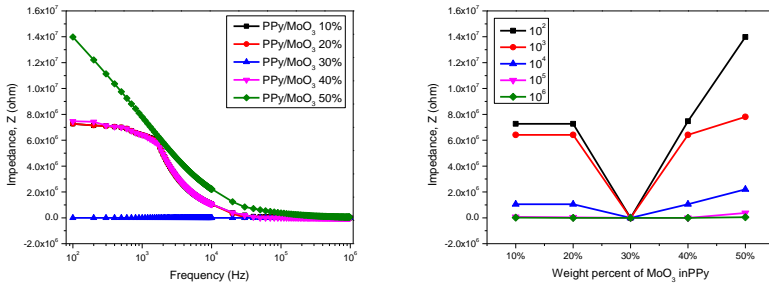 1.6x10⁷
1.4x10⁷
1.2x10⁷
1.0x10⁷
8.0x10⁶
6.0x10⁶
4.0x10⁶
2.0x10⁶
0.0
-2.0x10⁶
Impedance, Z (ohm)
PPy/MoO₃ 10%
PPy/MoO₃ 20%
PPy/MoO₃ 30%
PPy/MoO₃ 40%
PPy/MoO₃ 50%
10² 10³ 10⁴ 10⁵ 10⁶
Frequency (Hz)
1.6x10⁷
1.4x10⁷
1.2x10⁷
1.0x10⁷
8.0x10⁶
6.0x10⁶
4.0x10⁶
2.0x10⁶
0.0
-2.0x10⁶
Impedance, Z (ohm)
10²
10³
10⁴
10⁵
10⁶
10% 20% 30% 40% 50%
Weight percent of MoO₃ inPPy